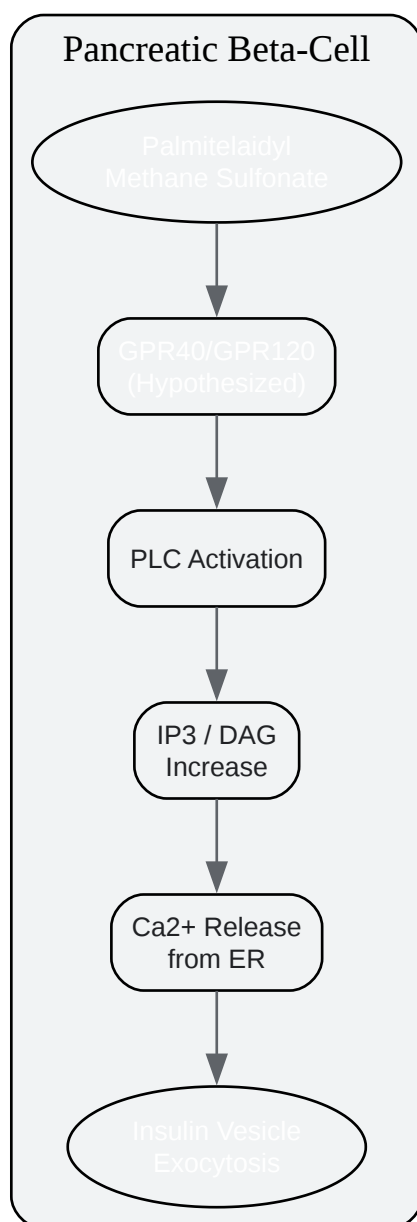 Pancreatic Beta-Cell
Palmitelaidyl
Methane Sulfonate
GPR40/GPR120
(Hypothesized)
PLC Activation
IP3 / DAG
Increase
Ca2+ Release
from ER
Insulin Vesicle
Exocytosis